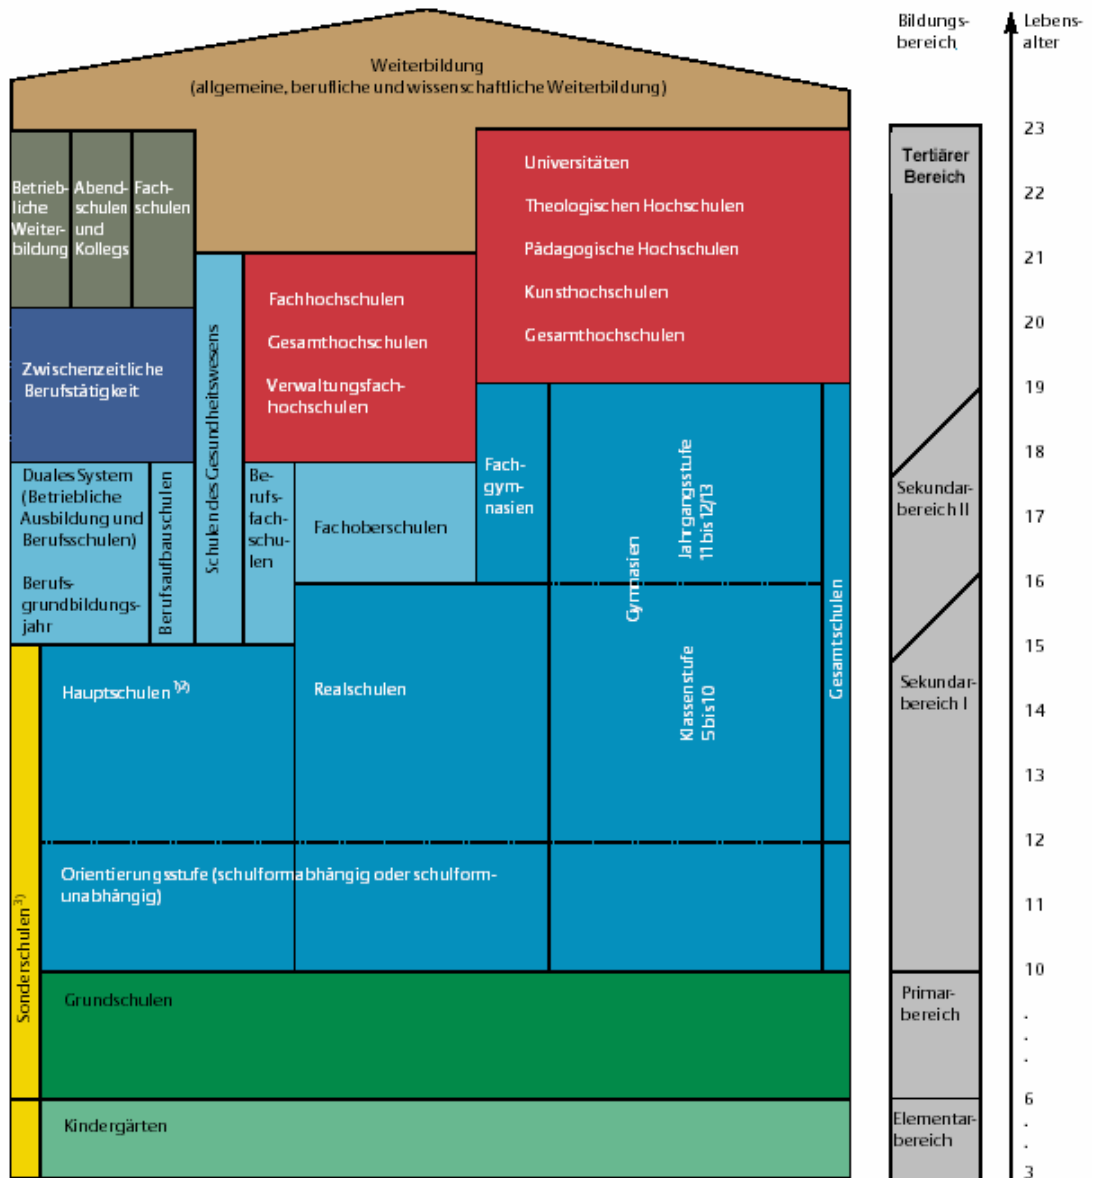 Bildungs-
bereich
Lebens-
alter
Weiterbildung
(allgemeine, berufliche und wissenschaftliche Weiterbildung)
Betrieb-
liche
Weiter-
bildung
Abend-
schulen
und
Kollegs
Fach-
schulen
Universitäten
Theologischen Hochschulen
Pädagogische Hochschulen
Kunsthochschulen
Gesamthochschulen
Fachhochschulen
Gesamthochschulen
Verwaltungsfach-
hochschulen
Zwischenzeitliche
Berufstätigkeit
Schulen des Gesundheitswesens
Duales System
(Betriebliche
Ausbildung und
Berufsschulen)
Berufs-
grundbildungs-
jahr
Berufsaufbauschulen
Be-
rufs-
fach-
schu-
len
Fachoberschulen
Fach-
gym-
nasien
Gymnasien
Jahrgangsstufe
11 bis 12/13
Klassenstufe
5 bis 10
Gesamtschulen
Hauptschulen 1)2)
Realschulen
Orientierungsstufe (schulformabhängig oder schulform-
unabhängig)
Sonderschulen 3)
Grundschulen
Kindergärten
Tertiärer
Bereich
Sekundar-
bereich II
Sekundar-
bereich I
Primar-
bereich
Elementar-
bereich
23
22
21
20
19
18
17
16
15
14
13
12
11
10
.
.
.
6
.
.
3